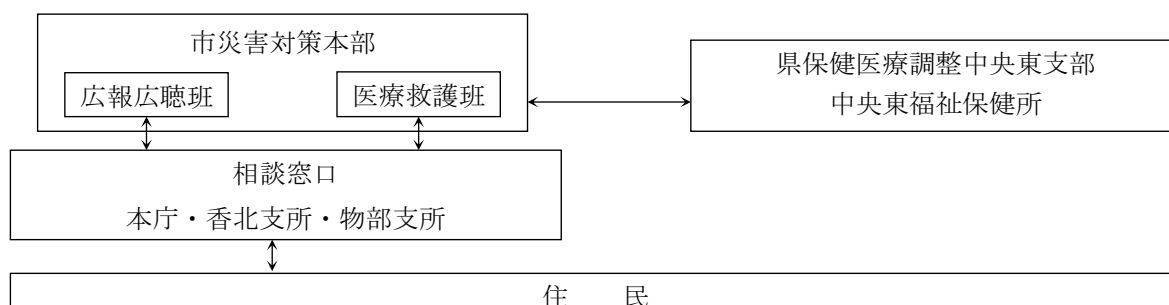 市災害対策本部
広報広聴班
医療救護班
県保健医療調整中央東支部
中央東福祉保健所
相談窓口
本庁・香北支所・物部支所
住　　民